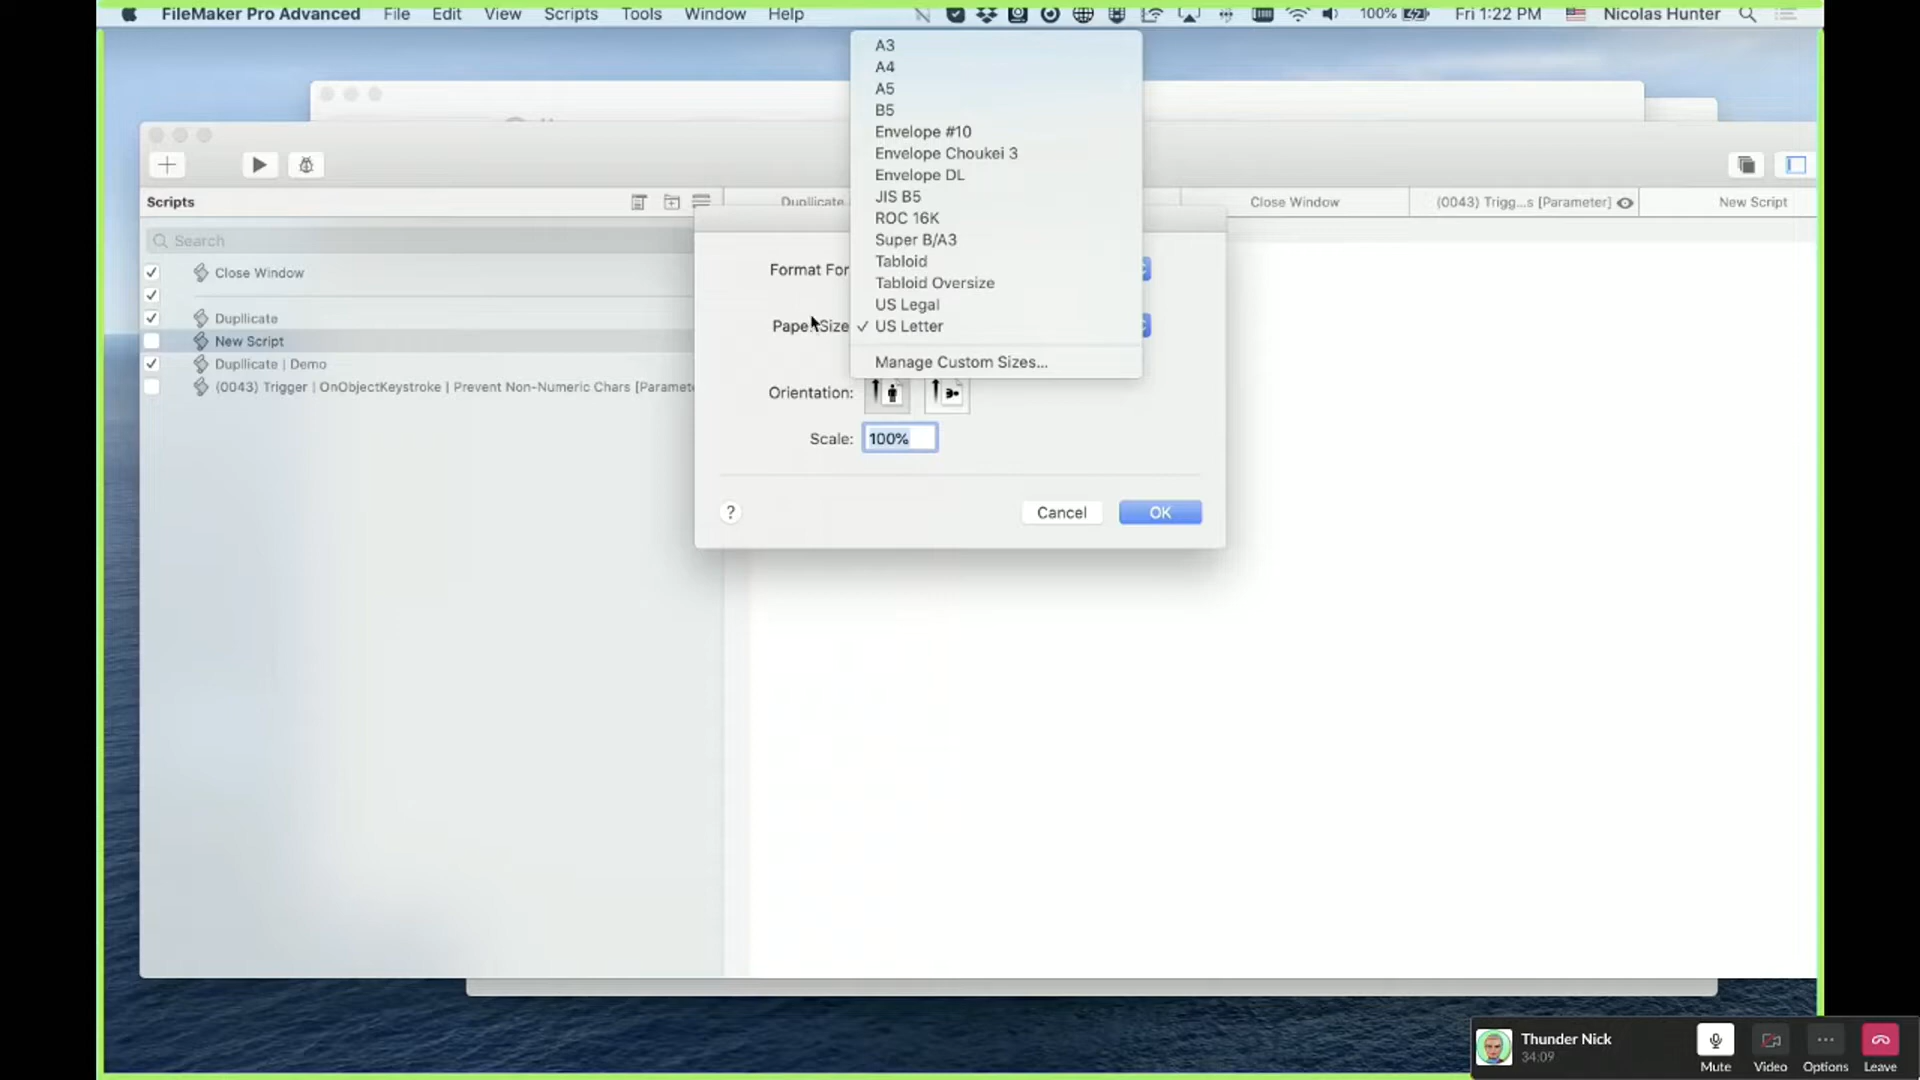 FileMaker Pro Advanced File Edit View Scripts Tools Window Help 100% Fri 1:22 PM Nicolas Hunter
A3
A4
A5
B5
Envelope #10
Envelope Choukei 3
Envelope DL
JIS B5
ROC 16K
Super B/A3
Tabloid
Tabloid Oversize
US Legal
US Letter
Manage Custom Sizes...
Scripts
Duplicate
Close Window
(0043) Trigg...s [Parameter]
New Script
Search
Close Window
Duplicate
New Script
Duplicate | Demo
(0043) Trigger | OnObjectKeystroke | Prevent Non-Numeric Chars [Paramete
Format For
Paper Size
Orientation:
Scale: 100%
?
Cancel
OK
Thunder Nick
34:09
Mute Video Options Leave